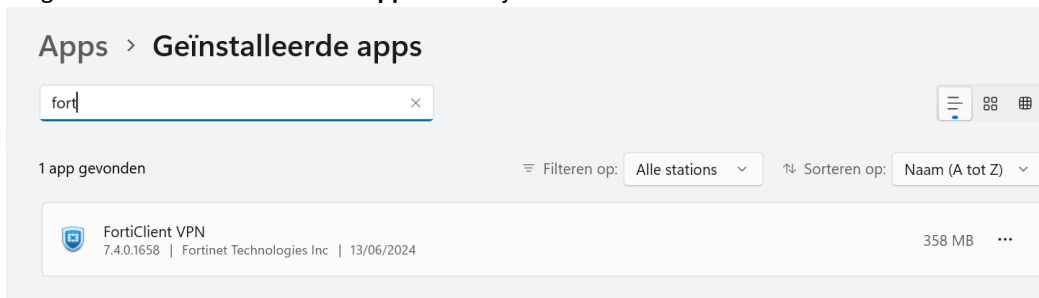 Apps > Geïnstalleerde apps
fort
1 app gevonden
Filteren op: Alle stations
Sorteren op: Naam (A tot Z)
FortiClient VPN
7.4.0.1658 | Fortinet Technologies Inc | 13/06/2024
358 MB